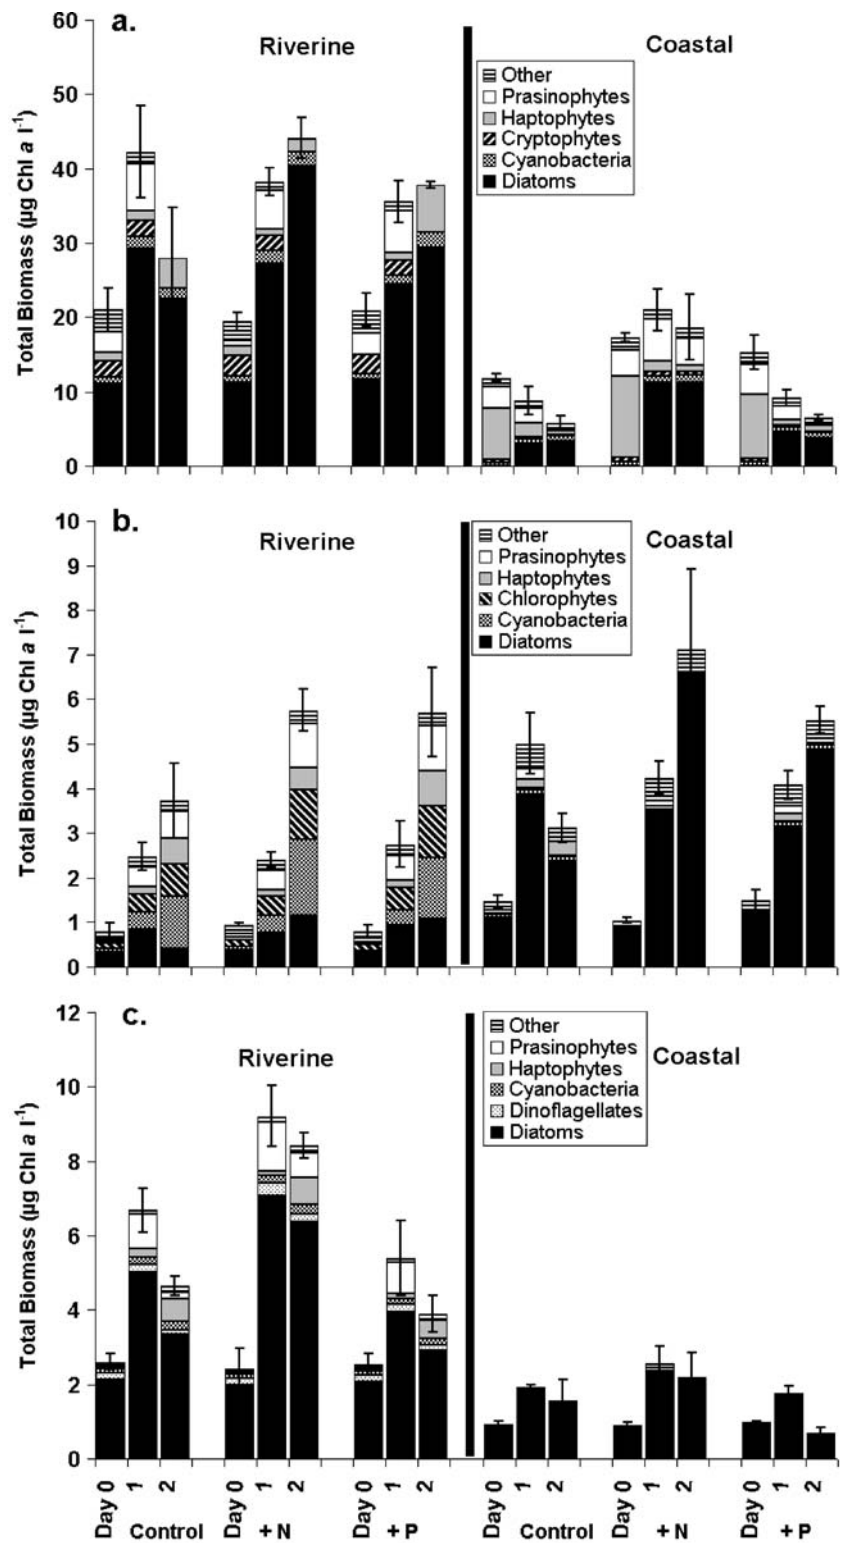 a.
Riverine
Coastal
Total Biomass (µg Chl a l⁻¹)
60
50
40
30
20
10
0
Other
Prasinophytes
Haptophytes
Cryptophytes
Cyanobacteria
Diatoms
b.
Riverine
Coastal
Total Biomass (µg Chl a l⁻¹)
10
9
8
7
6
5
4
3
2
1
0
Other
Prasinophytes
Haptophytes
Chlorophytes
Cyanobacteria
Diatoms
c.
Riverine
Coastal
Total Biomass (µg Chl a l⁻¹)
12
10
8
6
4
2
0
Other
Prasinophytes
Haptophytes
Cyanobacteria
Dinoflagellates
Diatoms
Day 0 1 2 Day 0 1 2 Day 0 1 2 Day 0 1 2 Day 0 1 2 Day 0 1 2
Control + N + P Control + N + P